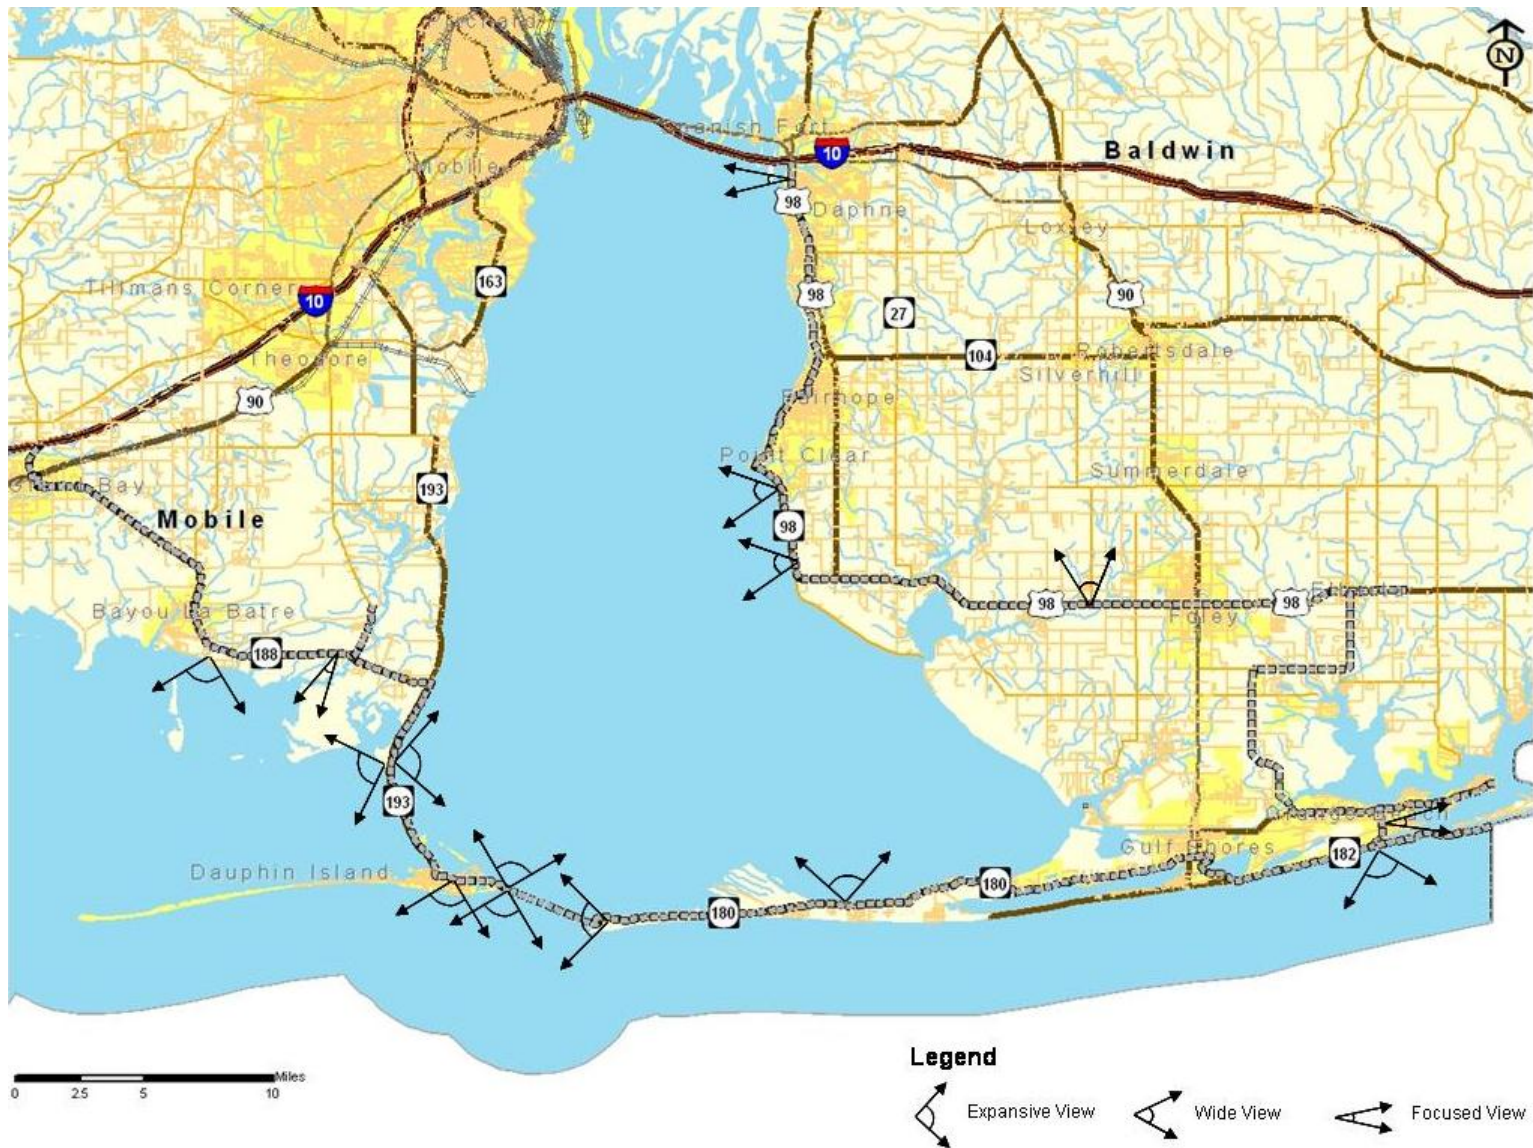 Mobile
10
Baldwin
98
Daphne
Loxley
163
Tillmans Corner
10
98
90
27
104
Robertsdale
Silverhill
Theodore
90
Fairhope
Point Clear
Summerdale
Bay
193
Mobile
98
98
98
Foley
Bayou La Batre
188
193
Orange Beach
Gulf Shores
182
Dauphin Island
180
180
N
Miles
0 2.5 5 10
Legend
Expansive View
Wide View
Focused View